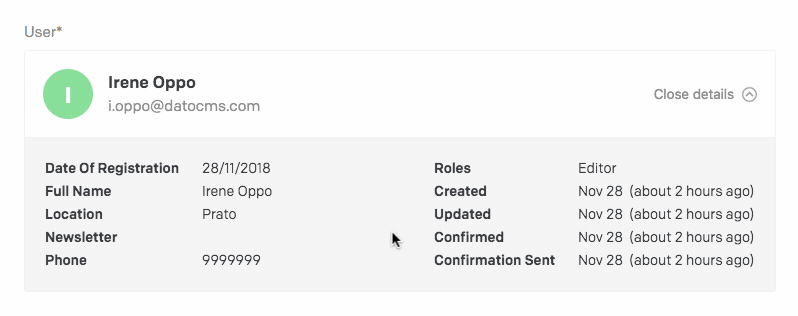 User*
I
Irene Oppo
i.oppo@datocms.com
Close details
Date Of Registration 28/11/2018
Full Name Irene Oppo
Location Prato
Newsletter
Phone 9999999
Roles Editor
Created Nov 28 (about 2 hours ago)
Updated Nov 28 (about 2 hours ago)
Confirmed Nov 28 (about 2 hours ago)
Confirmation Sent Nov 28 (about 2 hours ago)